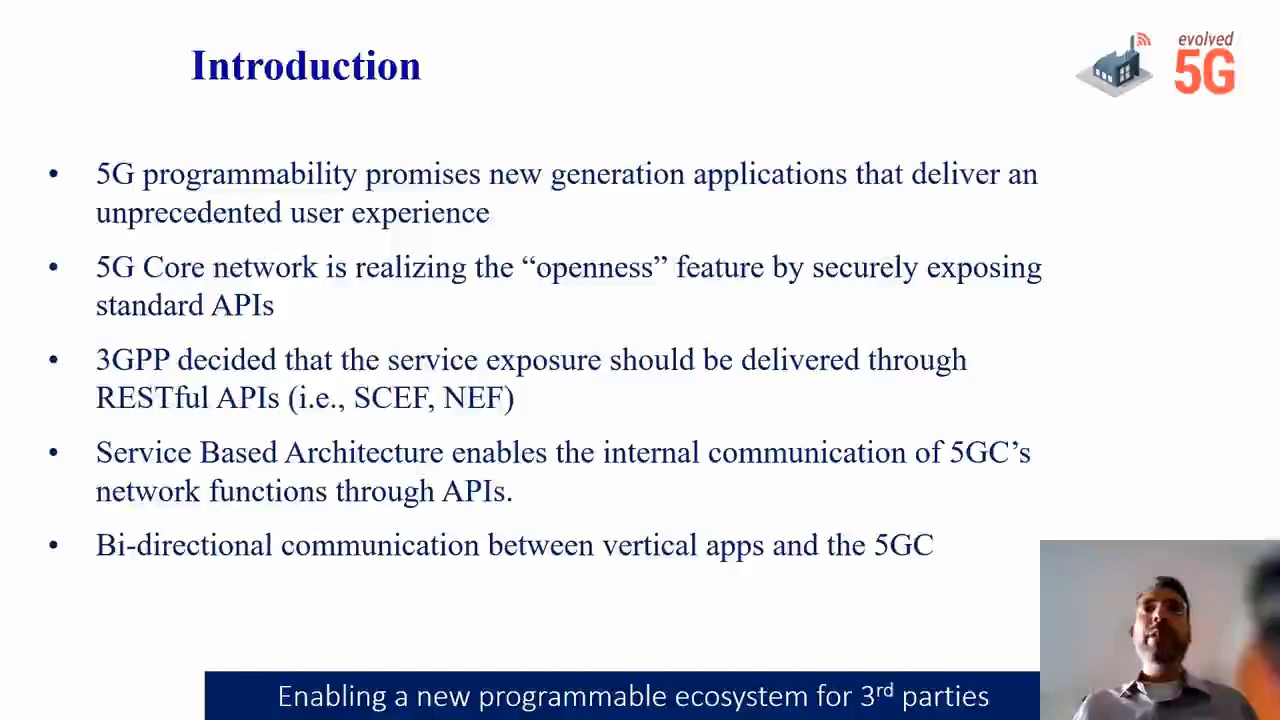 Introduction
evolved
5G
• 5G programmability promises new generation applications that deliver an
unprecedented user experience
• 5G Core network is realizing the “openness” feature by securely exposing
standard APIs
• 3GPP decided that the service exposure should be delivered through
RESTful APIs (i.e., SCEF, NEF)
• Service Based Architecture enables the internal communication of 5GC’s
network functions through APIs.
• Bi-directional communication between vertical apps and the 5GC
Enabling a new programmable ecosystem for 3rd parties